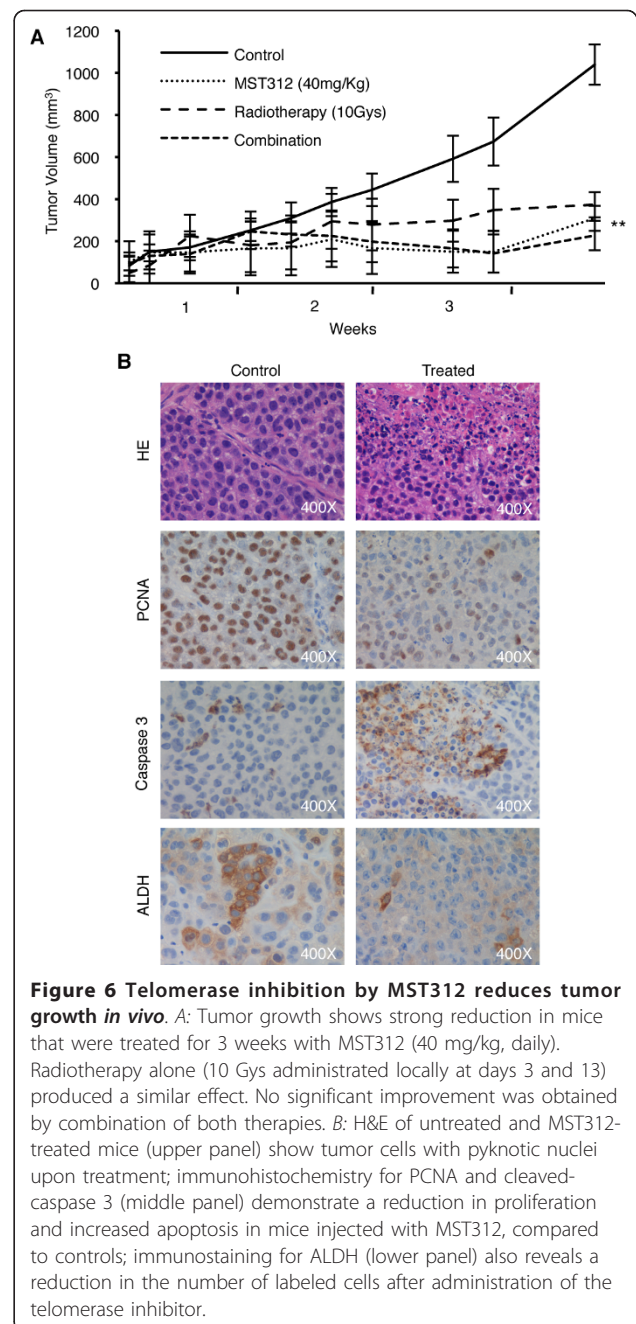 A
Control
MST312 (40mg/Kg)
Radiotherapy (10Gys)
Combination
Tumor Volume (mm³)
1200
1000
800
600
400
200
0
**
1 2 3
Weeks
B
Control Treated
HE
400X 400X
PCNA
400X 400X
Caspase 3
400X 400X
ALDH
400X 400X
Figure 6 Telomerase inhibition by MST312 reduces tumor
growth in vivo. A: Tumor growth shows strong reduction in mice
that were treated for 3 weeks with MST312 (40 mg/kg, daily).
Radiotherapy alone (10 Gys administrated locally at days 3 and 13)
produced a similar effect. No significant improvement was obtained
by combination of both therapies. B: H&E of untreated and MST312-
treated mice (upper panel) show tumor cells with pyknotic nuclei
upon treatment; immunohistochemistry for PCNA and cleaved-
caspase 3 (middle panel) demonstrate a reduction in proliferation
and increased apoptosis in mice injected with MST312, compared
to controls; immunostaining for ALDH (lower panel) also reveals a
reduction in the number of labeled cells after administration of the
telomerase inhibitor.